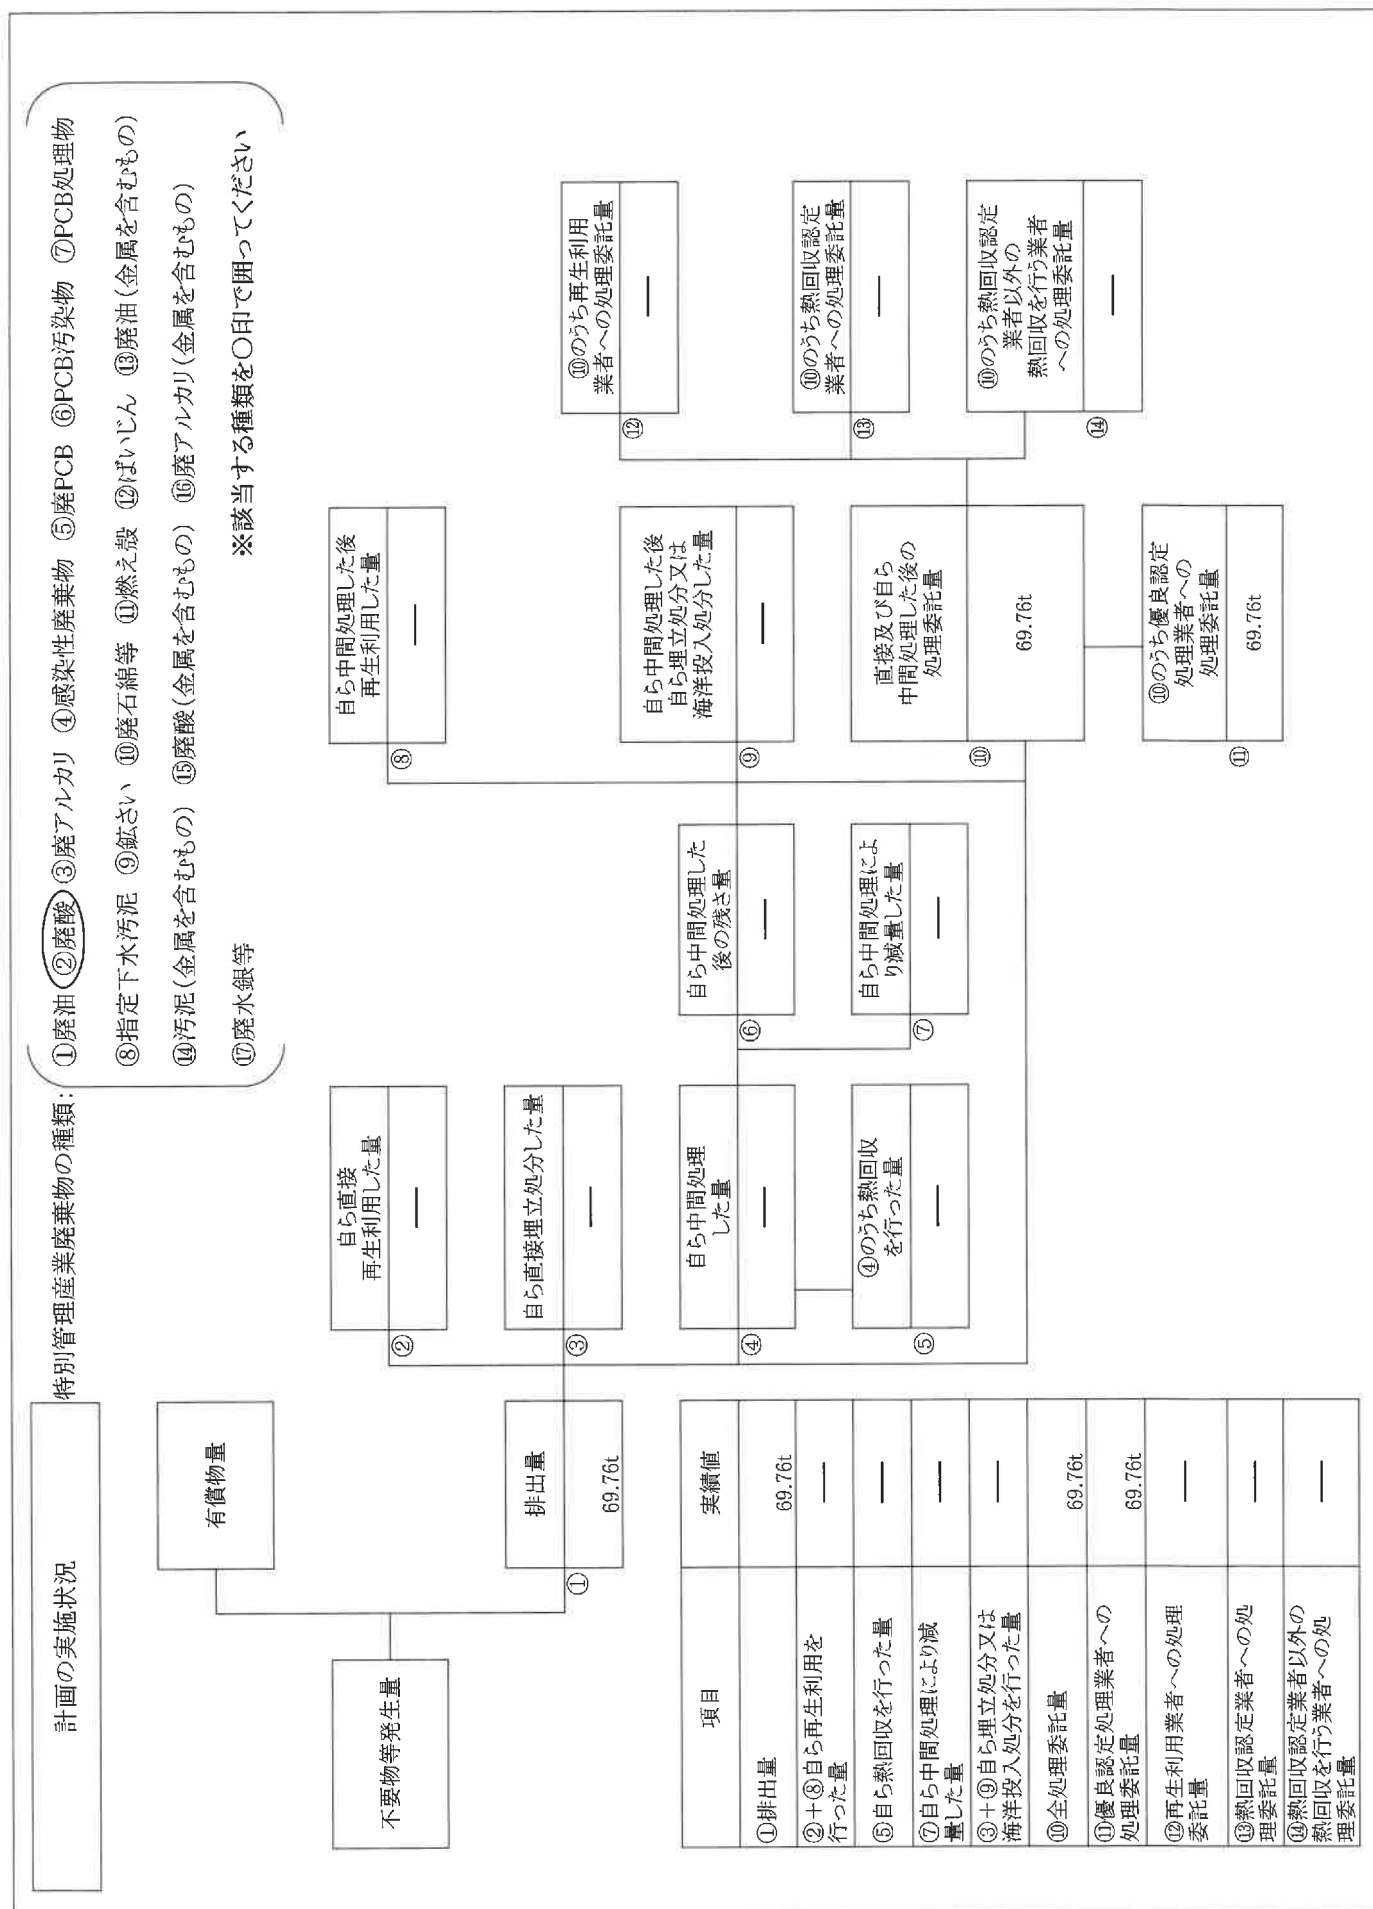 計画の実施状況
特別管理産業廃棄物の種類:
①廃油 ②廃酸 ③廃アルカリ ④感染性廃棄物 ⑤廃PCB ⑥PCB汚染物 ⑦PCB処理物
⑧指定下水汚泥 ⑨鉱さい ⑩廃石綿等 ⑪燃え殻 ⑫ばいじん ⑬廃油(金属を含むもの)
⑭汚泥(金属を含むもの) ⑮廃酸(金属を含むもの) ⑯廃アルカリ(金属を含むもの)
⑰廃水銀等
※該当する種類を〇印で囲ってください
不要物等発生量
有償物量
①
排出量
69.76t
②
自ら直接
再生利用した量
―
③
自ら直接埋立処分した量
―
④
自ら中間処理
した量
―
⑤
④のうち熱回収
を行った量
―
⑥
自ら中間処理した
後の残さ量
―
⑦
自ら中間処理によ
り減量した量
―
⑧
自ら中間処理した後
再生利用した量
―
⑨
自ら中間処理した後
自ら埋立処分又は
海洋投入処分した量
―
⑩
直接及び自ら
中間処理した後の
処理委託量
69.76t
⑪
⑩のうち優良認定
処理業者への
処理委託量
69.76t
⑫
⑩のうち再生利用
業者への処理委託量
―
⑬
⑩のうち熱回収認定
業者への処理委託量
―
⑭
⑩のうち熱回収認定
業者以外の
熱回収を行う業者
への処理委託量
―
項目 実績値
①排出量 69.76t
②+⑧自ら再生利用を
行った量 ―
⑤自ら熱回収を行った量 ―
⑦自ら中間処理により減
量した量 ―
③+⑨自ら埋立処分又は
海洋投入処分を行った量 ―
⑩全処理委託量 69.76t
⑪優良認定処理業者への
処理委託量 69.76t
⑫再生利用業者への処理
委託量 ―
⑬熱回収認定業者への処
理委託量 ―
⑭熱回収認定業者以外の
熱回収を行う業者への処
理委託量 ―